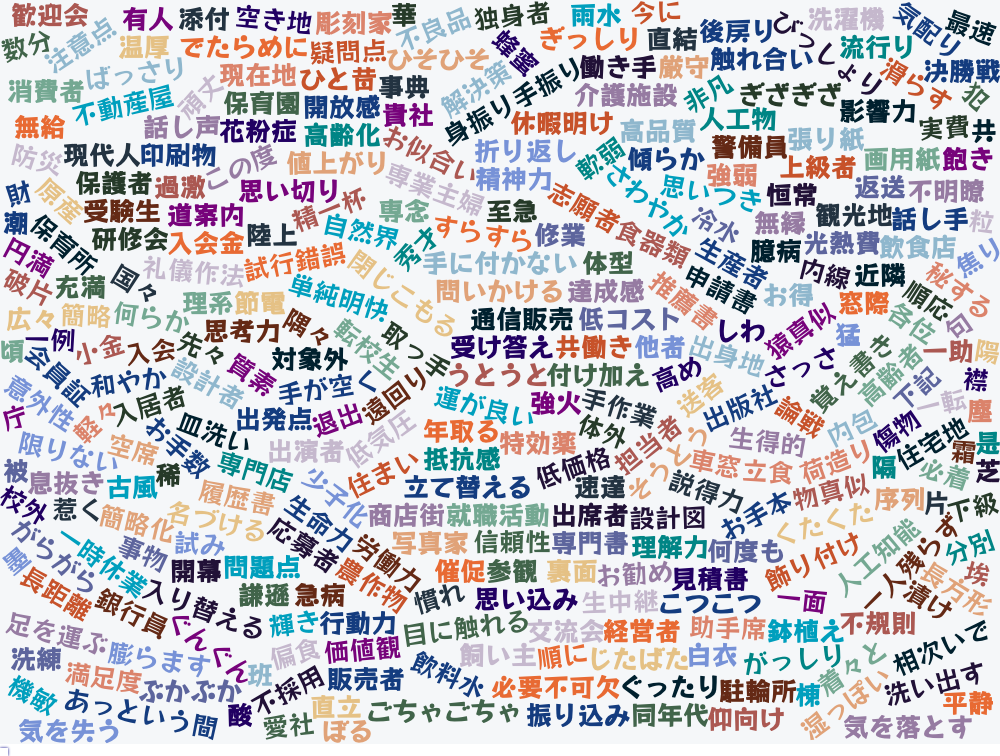 歓迎会
有人
添付
空き地
彫刻家
華
不良品
独身者
雨水
今に
後戻り
びっくり
洗濯機
気配り
最速
数分
注意点
温厚
でたらめに
疑問点
ひそひそ
蜂蜜
ぎっしり
直結
触れ合い
流行り
決勝戦
消費者
ばっさり
現在地
ひと昔
事典
解決策
身振り手振り
働き手
厳守
ひょっこり
滑らす
犯
不動産屋
頑丈
保育園
開放感
貴社
介護施設
非凡
ぎざぎざ
影響力
無給
話し声
花粉症
高齢化
お似合い
休暇明け
高品質
人工物
張り紙
実費
共
防災
現代人
印刷物
この度
値上がり
折り返し
軟弱
傾らか
警備員
強弱
上級者
画用紙
飽き
財
原産
保護者
過激
思い切り
専業主婦
精神力
さわやか
思いつき
恒常
返送
不明瞭
潮
保育所
受験生
道案内
精一杯
専念
至急
志願者
食器類
冷水
無縁
観光地
話し手
粒
円満
研修会
入会金
陸上
自然界
秀才
すらすら
修業
生産者
臆病
光熱費
飲食店
焦り
破片
充満
国々
礼儀作法
試行錯誤
閉じこもる
手に付かない
体型
申請書
内線
近隣
秘する
広々
簡略
何らか
理系
節電
単純明快
問いかける
達成感
推薦書
お得
窓際
順応
頃
一例
小金
入会
先々
思考力
隅々
転校生
取っ手
通信販売
低コスト
しわ
猿真似
猛
各位
何
会員証
和やか
設計者
質素
対象外
手が空く
遠回り
受け答え
共働き
他者
出身地
さっさ
覚え書き
高齢者
一助
陽
意外性
軽々
入居者
うとうと
付け加え
高め
送客
出版社
論戦
下記
襟
庁
限りない
空席
お手数
皿洗い
出発点
退出
運が良い
強火
手作業
生得的
内包
傷物
一転
塵
被
息抜き
古風
稀
専門店
出演者
低気圧
年取る
特効薬
体外
担当者
車窓
立食
荷造り
隔
住宅地
霜
是
校外
惹く
簡略化
履歴書
少子化
住まい
抵抗感
低価格
そうっと
説得力
お手本
物真似
序列
必着
芝
がらがら
一時休業
事物
名づける
試み
生命力
応募者
立て替える
速達
商店街
就職活動
出席者
設計図
くたくた
片
下級
長距離
銀行員
入り替える
開幕
問題点
労働力
農作物
写真家
信頼性
専門書
理解力
何度も
飾り付け
人工知能
一人残らず
分別
謙遜
急病
慣れ
催促
参観
裏面
お勧め
見積書
一面
一人漬け
長方形
埃
足を運ぶ
膨らます
ぐんぐん
輝き
行動力
目に触れる
思い込み
生中継
こつこつ
不規則
洗練
満足度
ぷかぷか
班
偏食
価値観
飼い主
交流会
経営者
助手席
鉢植え
相次いで
機敏
あっという間
不採用
販売者
飲料水
順に
じたばた
白衣
がっしり
着々と
洗い出す
気を失う
酸
愛社
直立
ぼる
ごちゃごちゃ
必要不可欠
ぐったり
駐輪所
棟
湿っぽい
平静
振り込み
同年代
仰向け
気を落とす